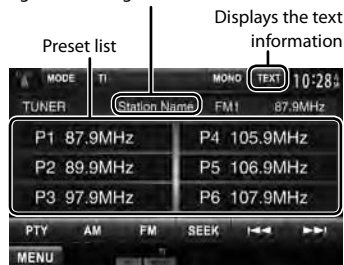 Displays the text
information
Preset list
MODE TI MONO TEXT 10:28
TUNER Station Name FM1 87.9MHz
P1 87.9MHz P4 105.9MHz
P2 89.9MHz P5 106.9MHz
P3 97.9MHz P6 107.9MHz
PTY AM FM SEEK
MENU